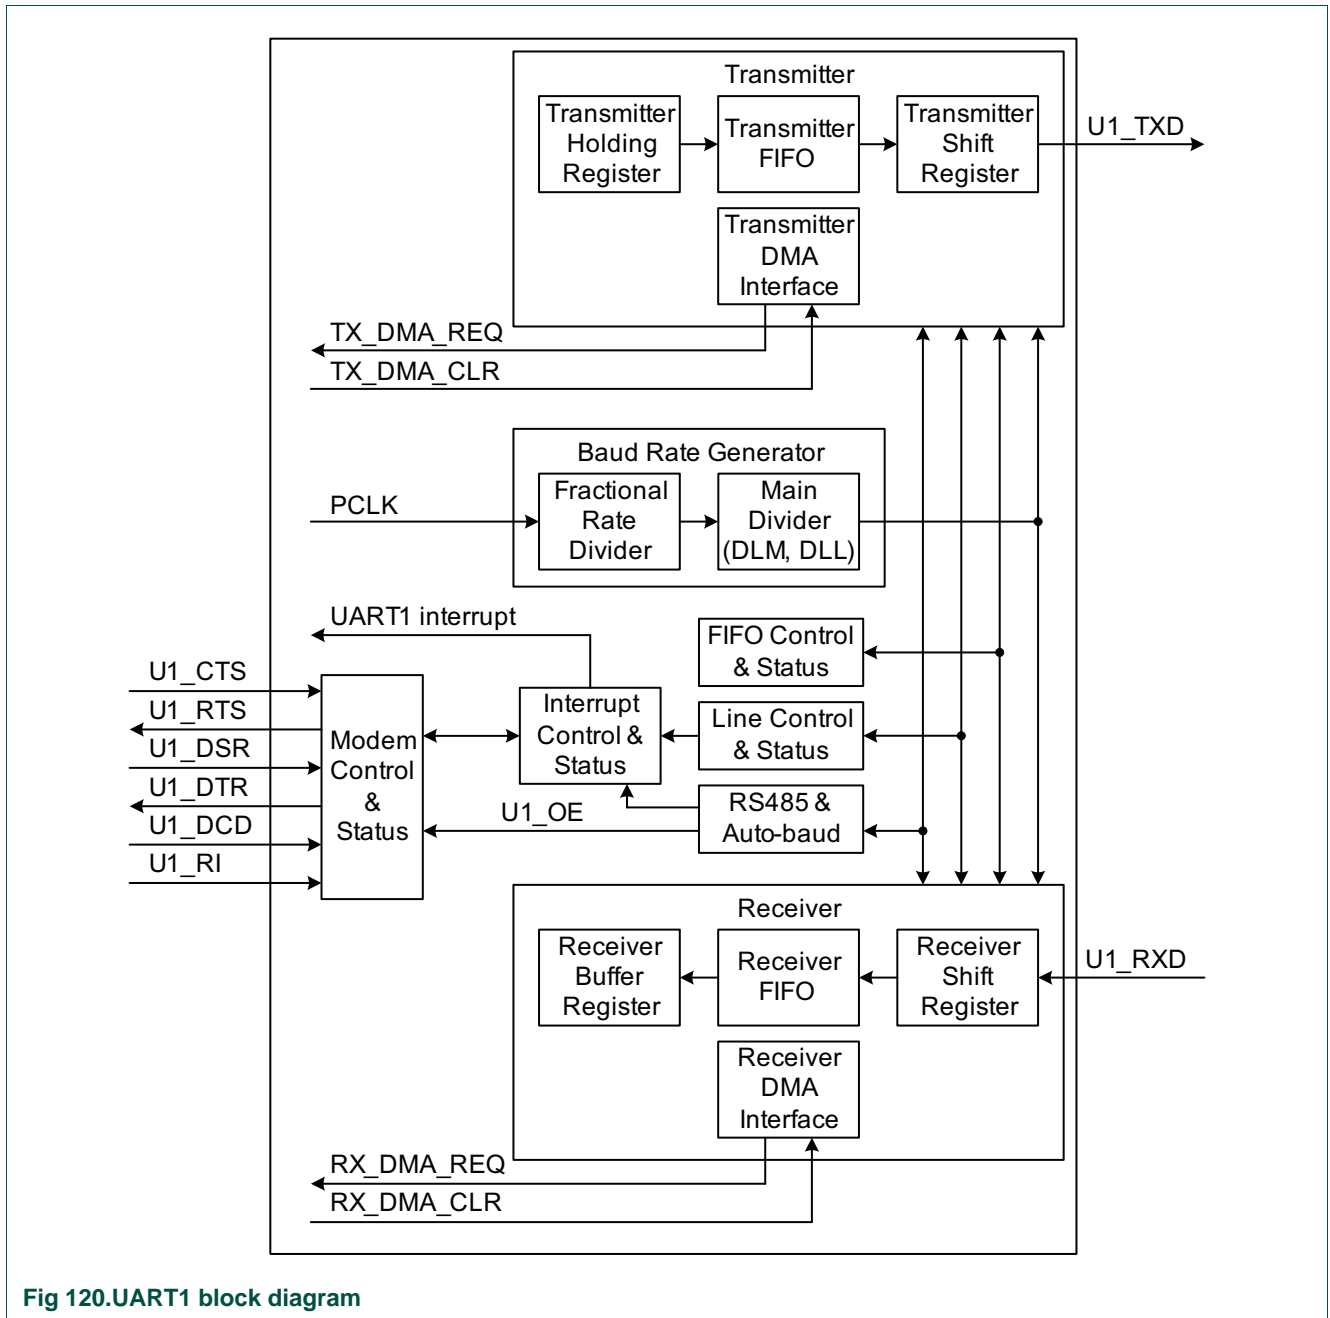 Transmitter
Transmitter
Holding
Register
Transmitter
FIFO
Transmitter
Shift
Register
U1_TXD
Transmitter
DMA
Interface
TX_DMA_REQ
TX_DMA_CLR
Baud Rate Generator
PCLK
Fractional
Rate
Divider
Main
Divider
(DLM, DLL)
UART1 interrupt
FIFO Control
& Status
U1_CTS
U1_RTS
U1_DSR
U1_DTR
U1_DCD
U1_RI
Modem
Control
&
Status
Interrupt
Control &
Status
Line Control
& Status
U1_OE
RS485 &
Auto-baud
Receiver
Receiver
Buffer
Register
Receiver
FIFO
Receiver
Shift
Register
U1_RXD
Receiver
DMA
Interface
RX_DMA_REQ
RX_DMA_CLR
Fig 120.UART1 block diagram